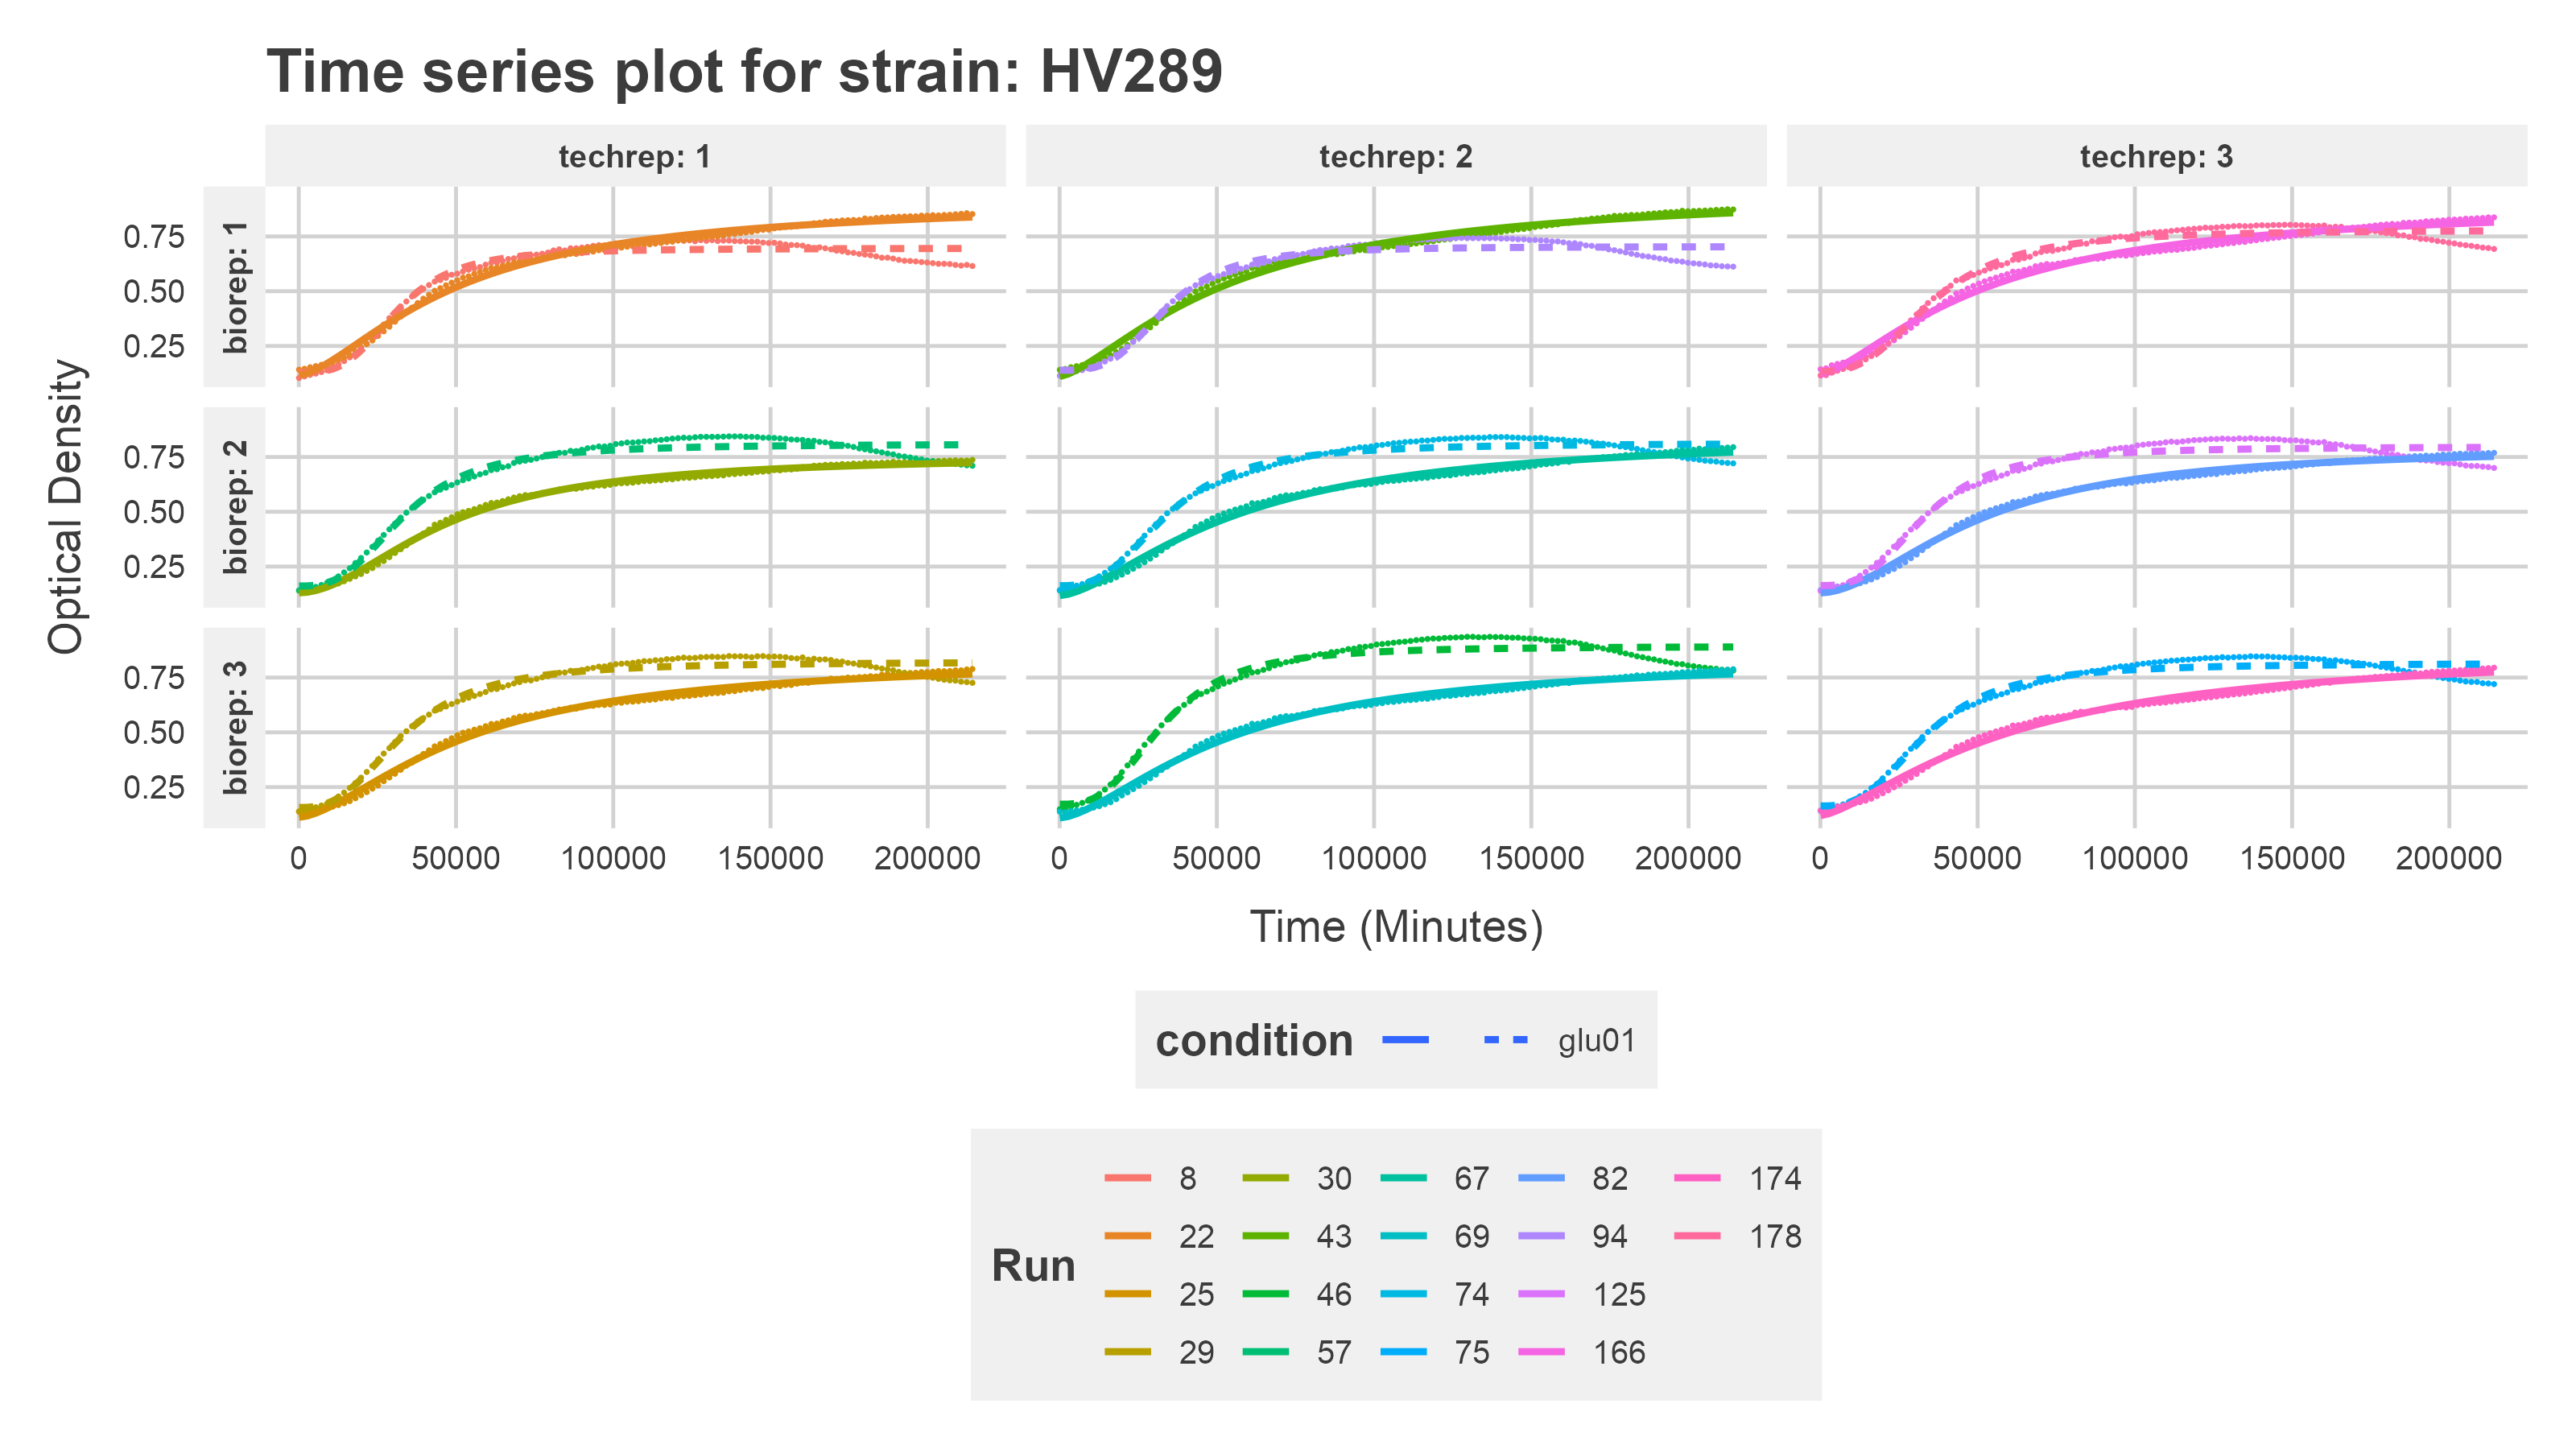 Time series plot for strain: HV289
techrep: 1 techrep: 2 techrep: 3
biorep: 1
0.75
0.50
0.25
biorep: 2
0.75
0.50
0.25
biorep: 3
0.75
0.50
0.25
Optical Density
0 50000 100000 150000 200000 0 50000 100000 150000 200000 0 50000 100000 150000 200000
Time (Minutes)
condition glu01
Run
8 30 67 82 174
22 43 69 94 178
25 46 74 125
29 57 75 166